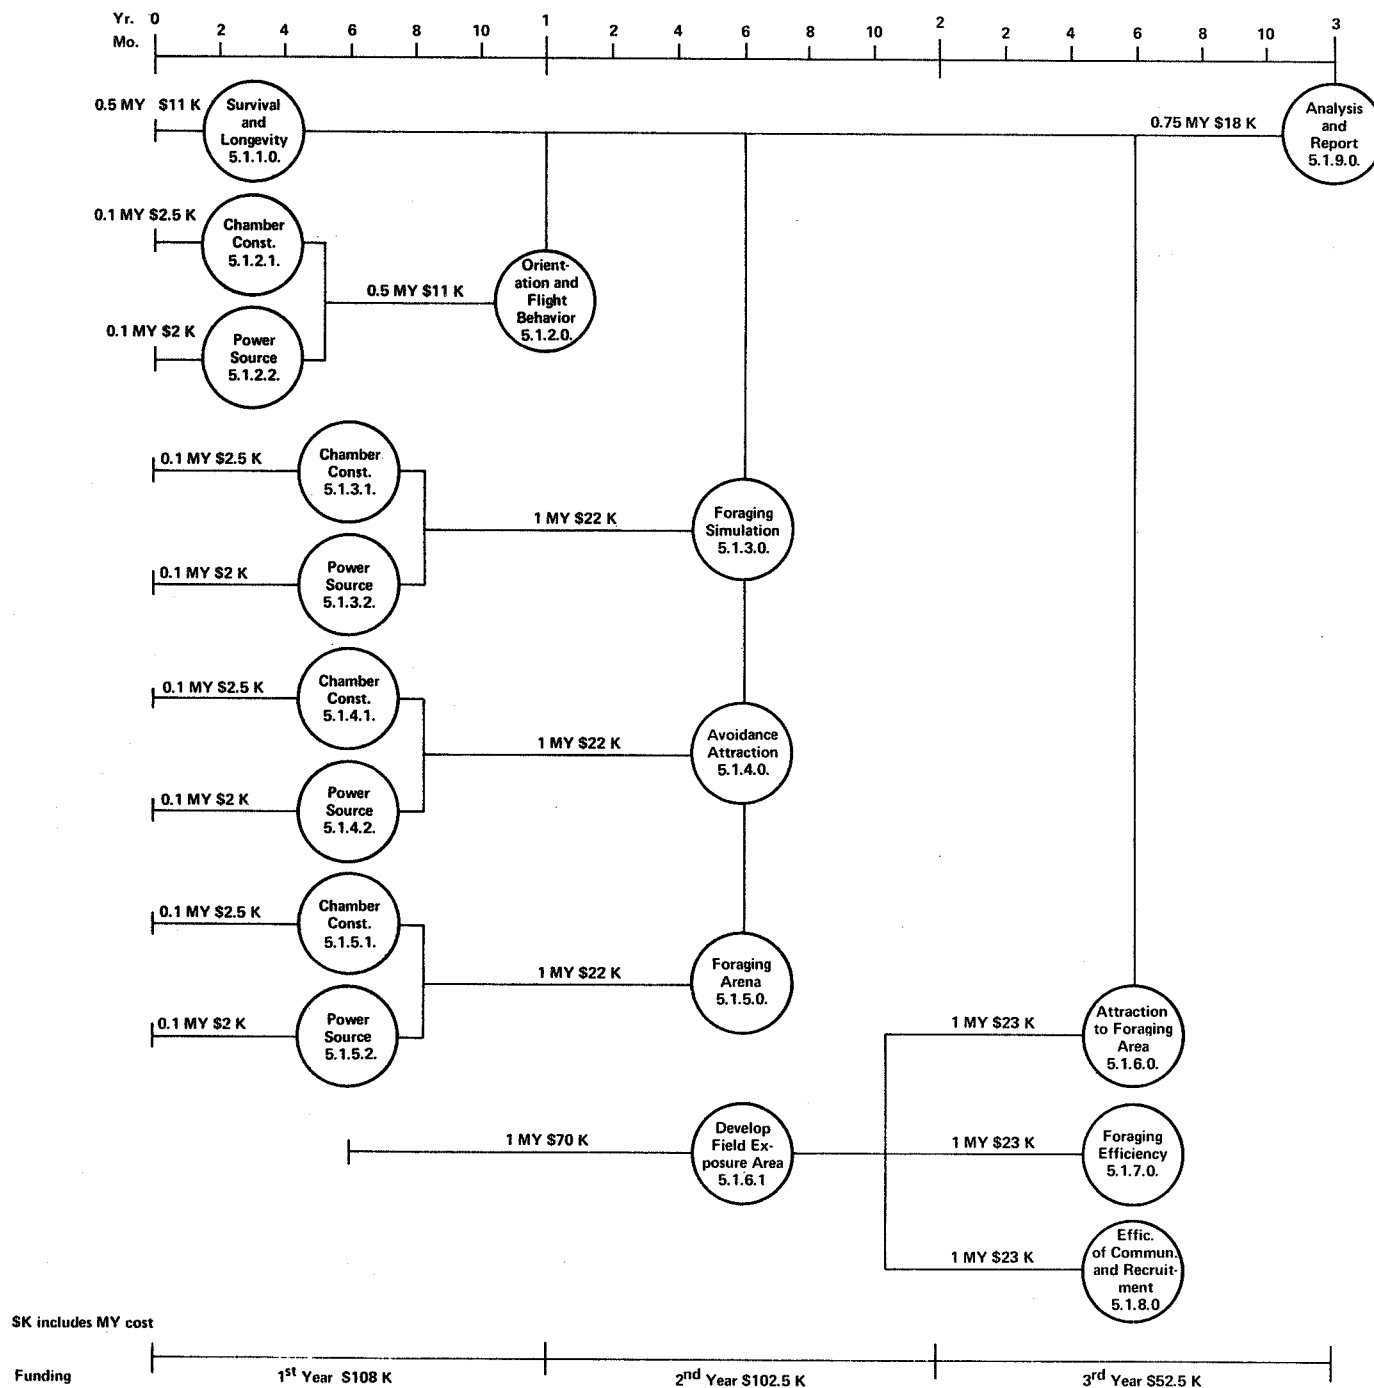 Yr. 0 1 2 3
Mo. 2 4 6 8 10 2 4 6 8 10 2 4 6 8 10
0.5 MY $11 K
Survival
and
Longevity
5.1.1.0.
0.75 MY $18 K
Analysis
and
Report
5.1.9.0.
0.1 MY $2.5 K
Chamber
Const.
5.1.2.1.
0.1 MY $2 K
Power
Source
5.1.2.2.
0.5 MY $11 K
Orient-
ation and
Flight
Behavior
5.1.2.0.
0.1 MY $2.5 K
Chamber
Const.
5.1.3.1.
0.1 MY $2 K
Power
Source
5.1.3.2.
1 MY $22 K
Foraging
Simulation
5.1.3.0.
0.1 MY $2.5 K
Chamber
Const.
5.1.4.1.
0.1 MY $2 K
Power
Source
5.1.4.2.
1 MY $22 K
Avoidance
Attraction
5.1.4.0.
0.1 MY $2.5 K
Chamber
Const.
5.1.5.1.
0.1 MY $2 K
Power
Source
5.1.5.2.
1 MY $22 K
Foraging
Arena
5.1.5.0.
1 MY $70 K
Develop
Field Ex-
posure Area
5.1.6.1
1 MY $23 K
Attraction
to Foraging
Area
5.1.6.0.
1 MY $23 K
Foraging
Efficiency
5.1.7.0.
1 MY $23 K
Effic.
of Commun.
and Recruit-
ment
5.1.8.0
$K includes MY cost
Funding 1st Year $108 K 2nd Year $102.5 K 3rd Year $52.5 K